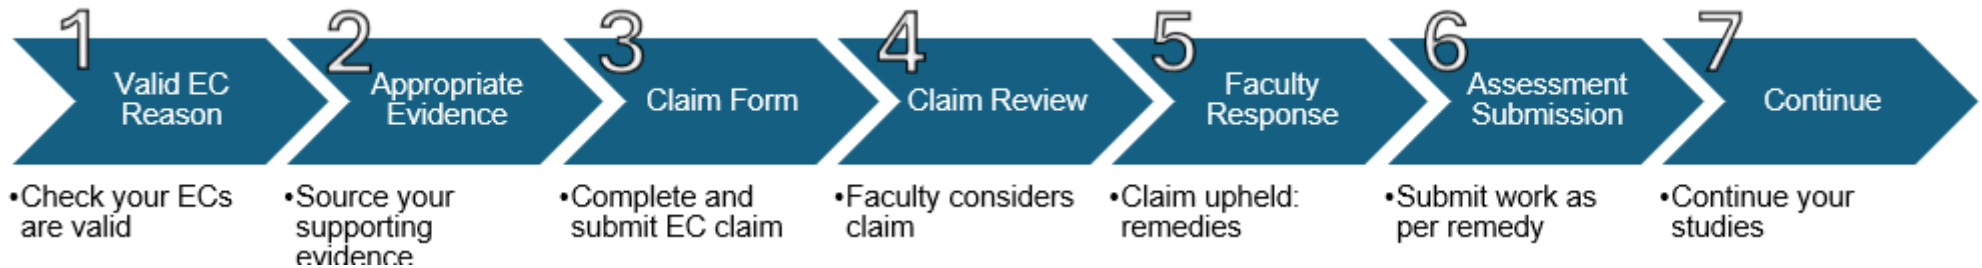 1
Valid EC
Reason
•Check your ECs
are valid
2
Appropriate
Evidence
•Source your
supporting
evidence
3
Claim Form
•Complete and
submit EC claim
4
Claim Review
•Faculty considers
claim
5
Faculty
Response
•Claim upheld:
remedies
6
Assessment
Submission
•Submit work as
per remedy
7
Continue
•Continue your
studies